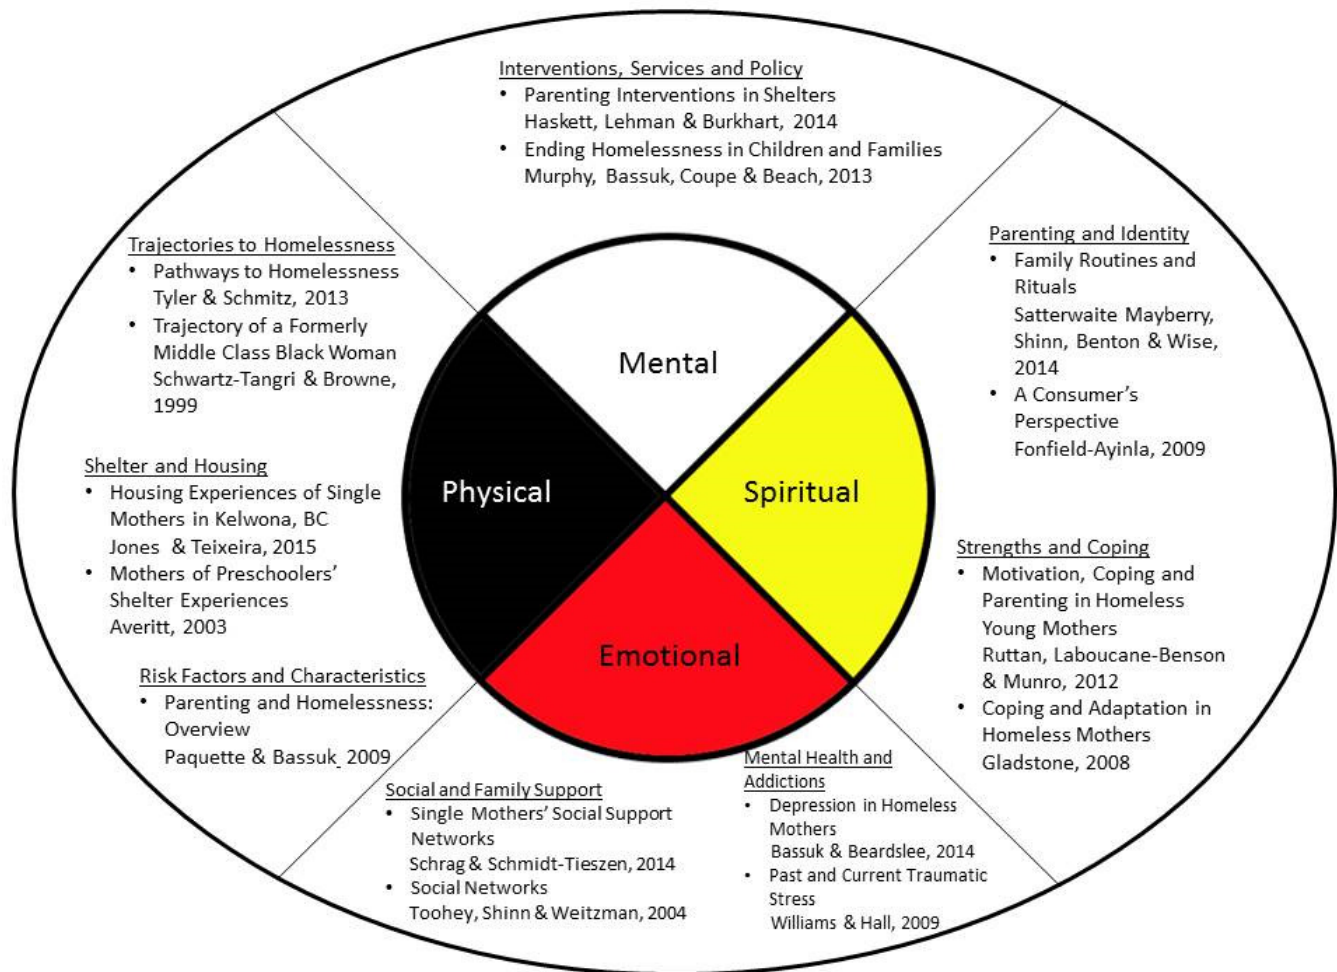 Interventions, Services and Policy
• Parenting Interventions in Shelters
Haskett, Lehman & Burkhart, 2014
• Ending Homelessness in Children and Families
Murphy, Bassuk, Coupe & Beach, 2013
Trajectories to Homelessness
• Pathways to Homelessness
Tyler & Schmitz, 2013
• Trajectory of a Formerly
Middle Class Black Woman
Schwartz-Tangri & Browne,
1999
Shelter and Housing
• Housing Experiences of Single
Mothers in Kelwona, BC
Jones & Teixeira, 2015
• Mothers of Preschoolers'
Shelter Experiences
Averitt, 2003
Risk Factors and Characteristics
• Parenting and Homelessness:
Overview
Paquette & Bassuk 2009
Mental
Physical
Spiritual
Emotional
Parenting and Identity
• Family Routines and
Rituals
Satterwaite Mayberry,
Shinn, Benton & Wise,
2014
• A Consumer's
Perspective
Fonfield-Ayinla, 2009
Strengths and Coping
• Motivation, Coping and
Parenting in Homeless
Young Mothers
Ruttan, Laboucane-Benson
& Munro, 2012
• Coping and Adaptation in
Homeless Mothers
Gladstone, 2008
Social and Family Support
• Single Mothers' Social Support
Networks
Schrag & Schmidt-Tieszen, 2014
• Social Networks
Toohey, Shinn & Weitzman, 2004
Mental Health and
Addictions
• Depression in Homeless
Mothers
Bassuk & Beardslee, 2014
• Past and Current Traumatic
Stress
Williams & Hall, 2009